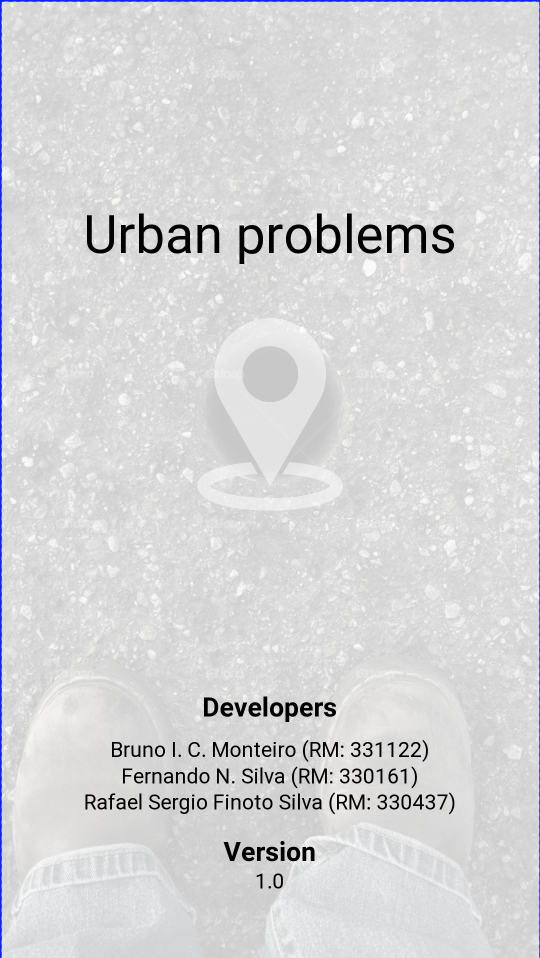 Urban problems
Developers
Bruno I. C. Monteiro (RM: 331122)
Fernando N. Silva (RM: 330161)
Rafael Sergio Finoto Silva (RM: 330437)
Version
1.0